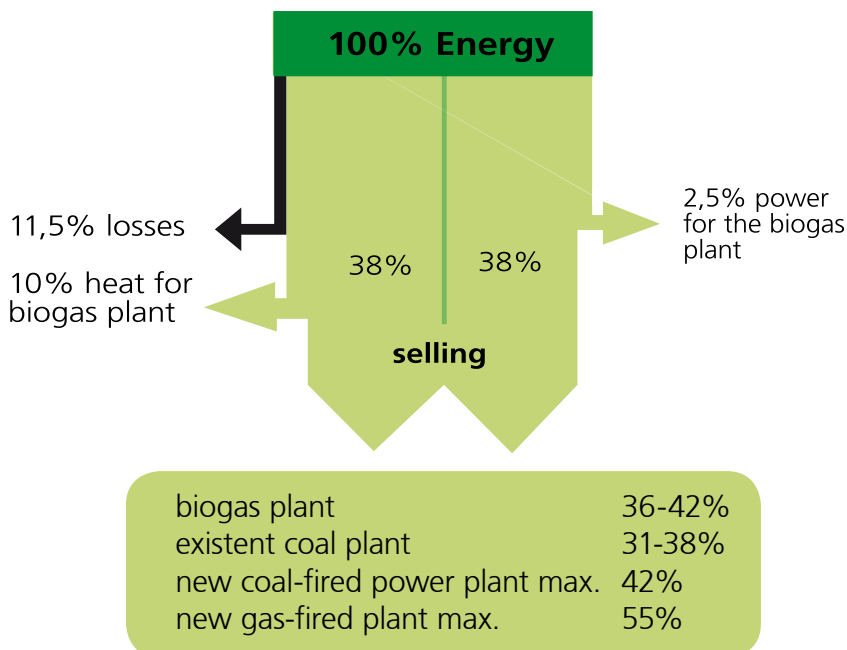 100% Energy
11,5% losses
2,5% power
for the biogas
plant
38%
38%
10% heat for
biogas plant
selling
biogas plant 36-42%
existent coal plant 31-38%
new coal-fired power plant max. 42%
new gas-fired plant max. 55%